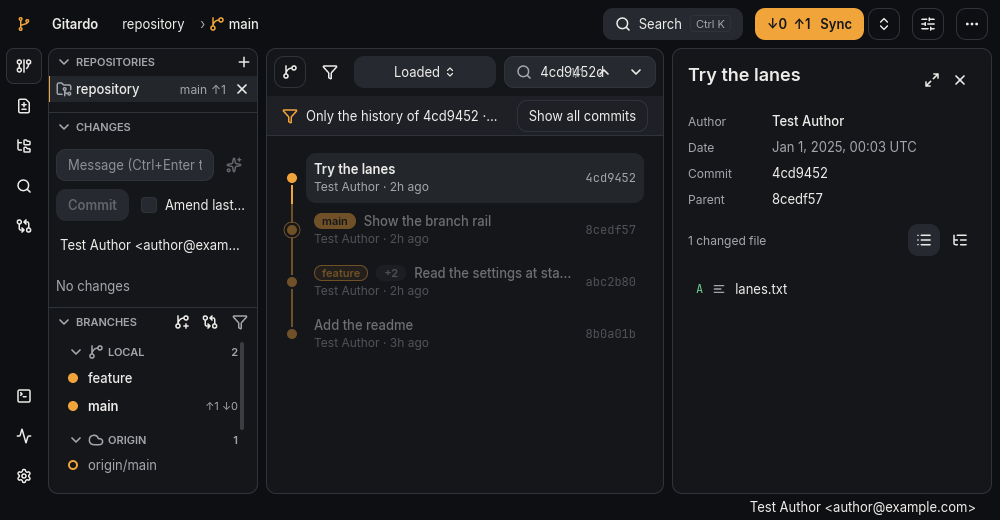 Gitardo repository › main
Search Ctrl K
↓0 ↑1 Sync
REPOSITORIES
repository main ↑1
CHANGES
Message (Ctrl+Enter t
Commit Amend last...
Test Author <author@exam...
No changes
BRANCHES
LOCAL 2
feature
main ↑1 ↓0
ORIGIN 1
origin/main
Loaded
Only the history of 4cd9452 ·... Show all commits
Try the lanes
Test Author · 2h ago 4cd9452
main Show the branch rail
Test Author · 2h ago 8cedf57
feature +2 Read the settings at sta...
Test Author · 2h ago abc2b80
Add the readme
Test Author · 3h ago 8b0a01b
Try the lanes
Author Test Author
Date Jan 1, 2025, 00:03 UTC
Commit 4cd9452
Parent 8cedf57
1 changed file
A lanes.txt
Test Author <author@example.com>